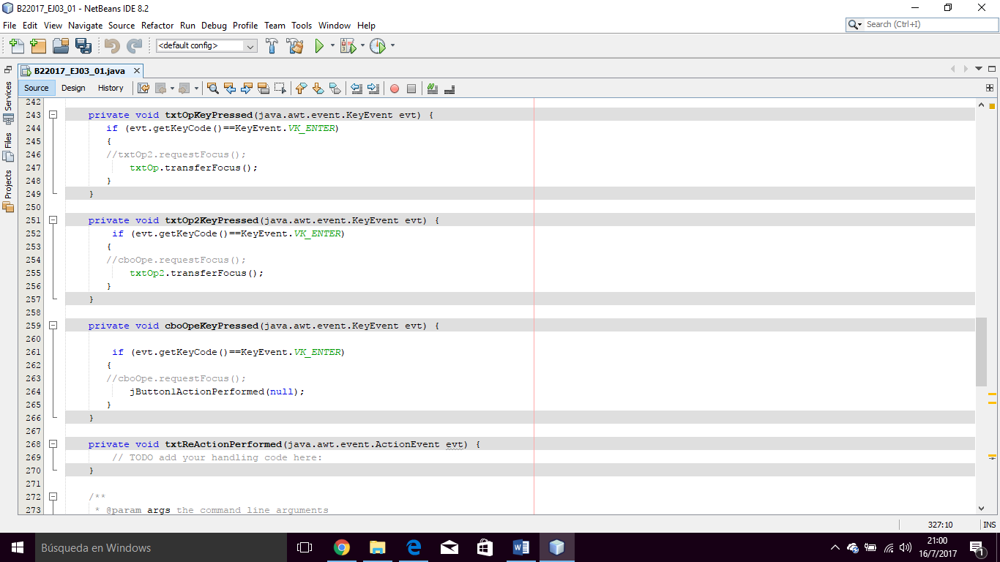 B22017_EJ03_01 - NetBeans IDE 8.2
File Edit View Navigate Source Refactor Run Debug Profile Team Tools Window Help
Search (Ctrl+I)
<default config>
B22017_EJ03_01.java
Source Design History
Services
Files
Projects
242
243 private void txtOpKeyPressed(java.awt.event.KeyEvent evt) {
244 if (evt.getKeyCode()==KeyEvent.VK_ENTER)
245 {
246 //txtOp2.requestFocus();
247 txtOp.transferFocus();
248 }
249 }
250
251 private void txtOp2KeyPressed(java.awt.event.KeyEvent evt) {
252 if (evt.getKeyCode()==KeyEvent.VK_ENTER)
253 {
254 //cboOpe.requestFocus();
255 txtOp2.transferFocus();
256 }
257 }
258
259 private void cboOpeKeyPressed(java.awt.event.KeyEvent evt) {
260
261 if (evt.getKeyCode()==KeyEvent.VK_ENTER)
262 {
263 //cboOpe.requestFocus();
264 jButton1ActionPerformed(null);
265 }
266 }
267
268 private void txtReActionPerformed(java.awt.event.ActionEvent evt) {
269 // TODO add your handling code here:
270 }
271
272 /**
273 * @param args the command line arguments
327:10 INS
Búsqueda en Windows
21:00
16/7/2017
1